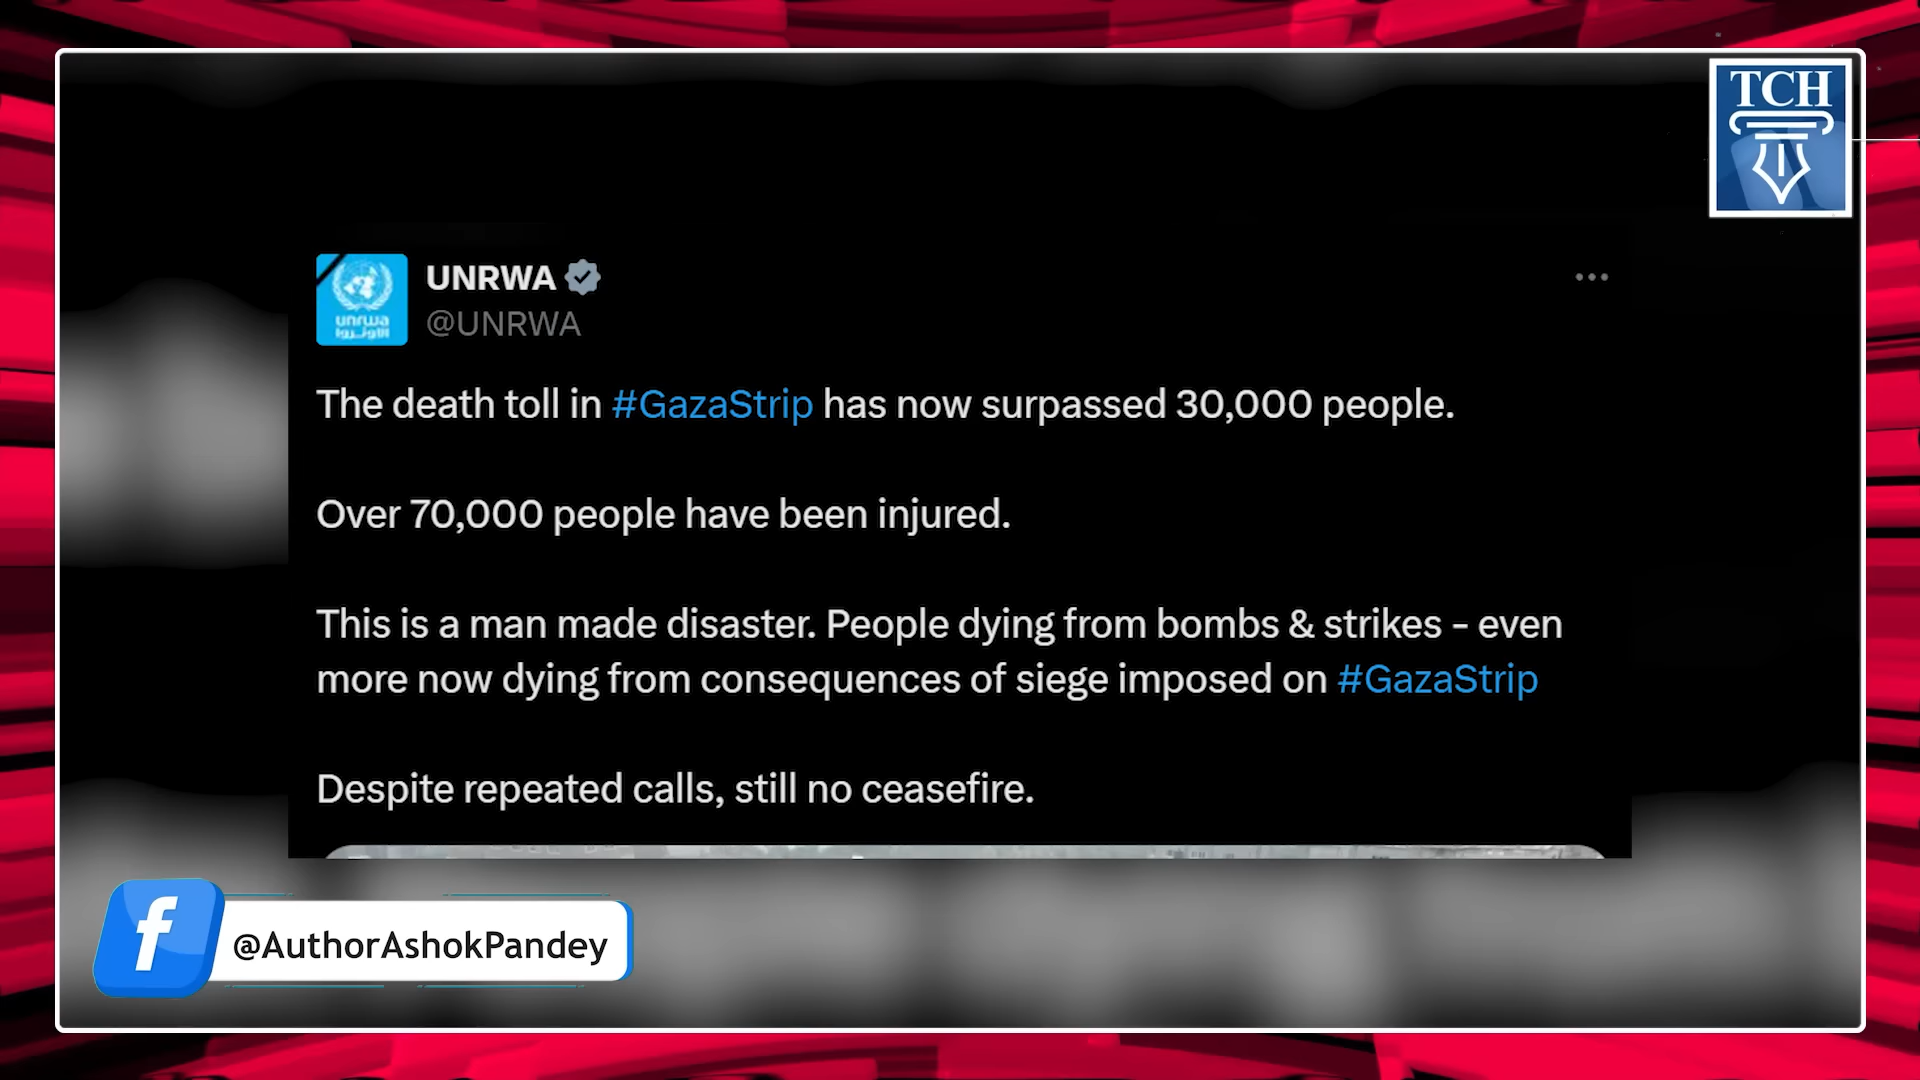 TCH
UNRWA
@UNRWA
unrwa
الاونروا
The death toll in #GazaStrip has now surpassed 30,000 people.
Over 70,000 people have been injured.
This is a man made disaster. People dying from bombs & strikes - even
more now dying from consequences of siege imposed on #GazaStrip
Despite repeated calls, still no ceasefire.
f
@AuthorAshokPandey